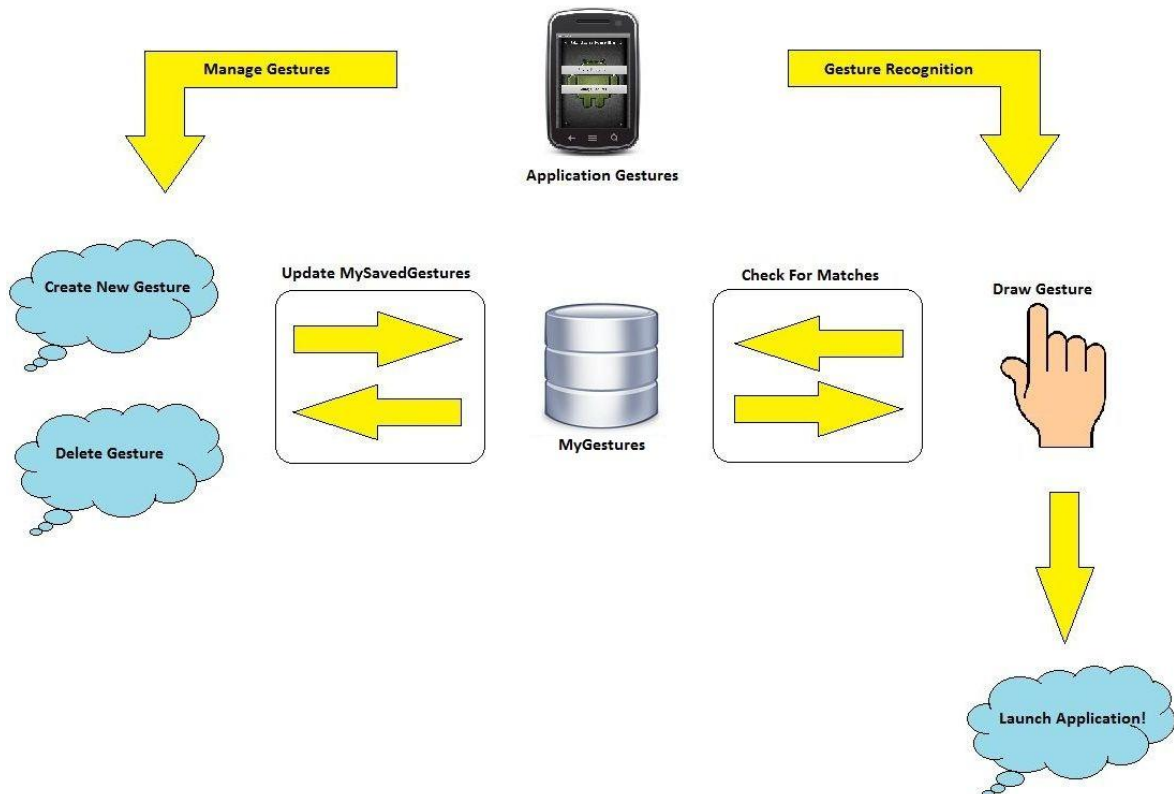 Manage Gestures
Gesture Recognition
Application Gestures
Create New Gesture
Update MySavedGestures
Check For Matches
Draw Gesture
Delete Gesture
MyGestures
Launch Application!